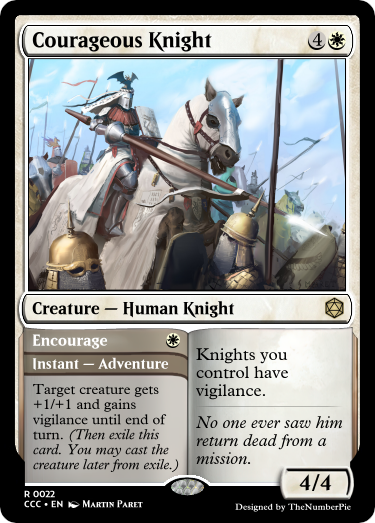 Courageous Knight 4
Creature — Human Knight
Encourage
Instant — Adventure
Target creature gets
+1/+1 and gains
vigilance until end of
turn. (Then exile this
card. You may cast the
creature later from exile.)
Knights you
control have
vigilance.
No one ever saw him
return dead from a
mission.
4/4
R 0022
CCC • EN Martin Paret
Designed by TheNumberPie